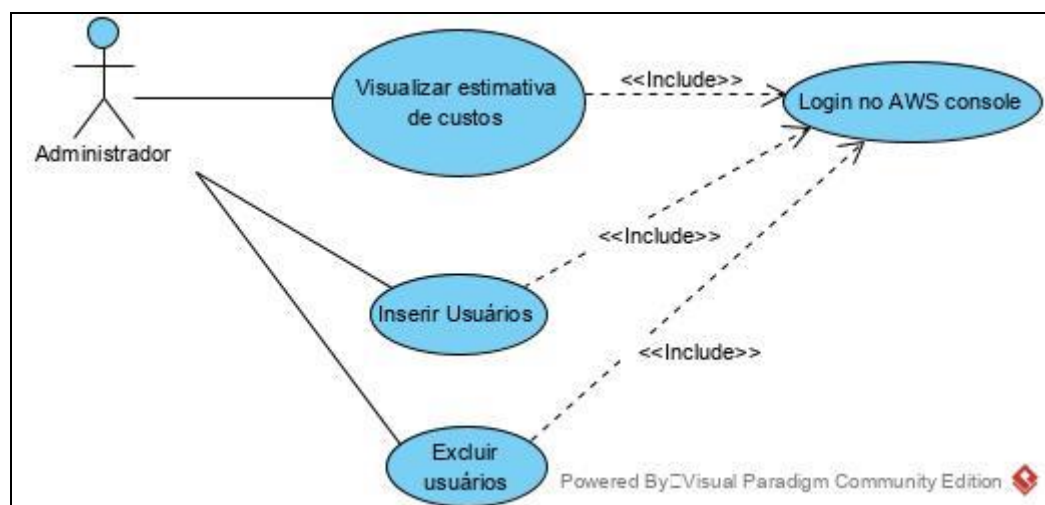 Visualizar estimativa
de custos
<<Include>>
Login no AWS console
Administrador
<<Include>>
Inserir Usuários
<<Include>>
Excluir
usuários
Powered By Visual Paradigm Community Edition